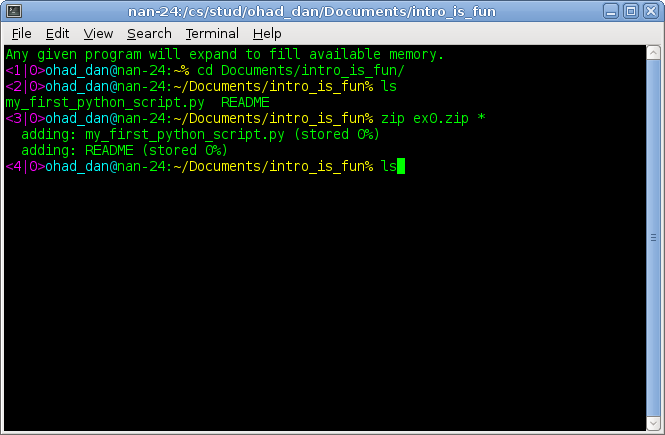 nan-24:/cs/stud/ohad_dan/Documents/intro_is_fun
File Edit View Search Terminal Help
Any given program will expand to fill available memory.
<1|0>ohad_dan@nan-24:~% cd Documents/intro_is_fun/
<2|0>ohad_dan@nan-24:~/Documents/intro_is_fun% ls
my_first_python_script.py  README
<3|0>ohad_dan@nan-24:~/Documents/intro_is_fun% zip ex0.zip *
  adding: my_first_python_script.py (stored 0%)
  adding: README (stored 0%)
<4|0>ohad_dan@nan-24:~/Documents/intro_is_fun% ls